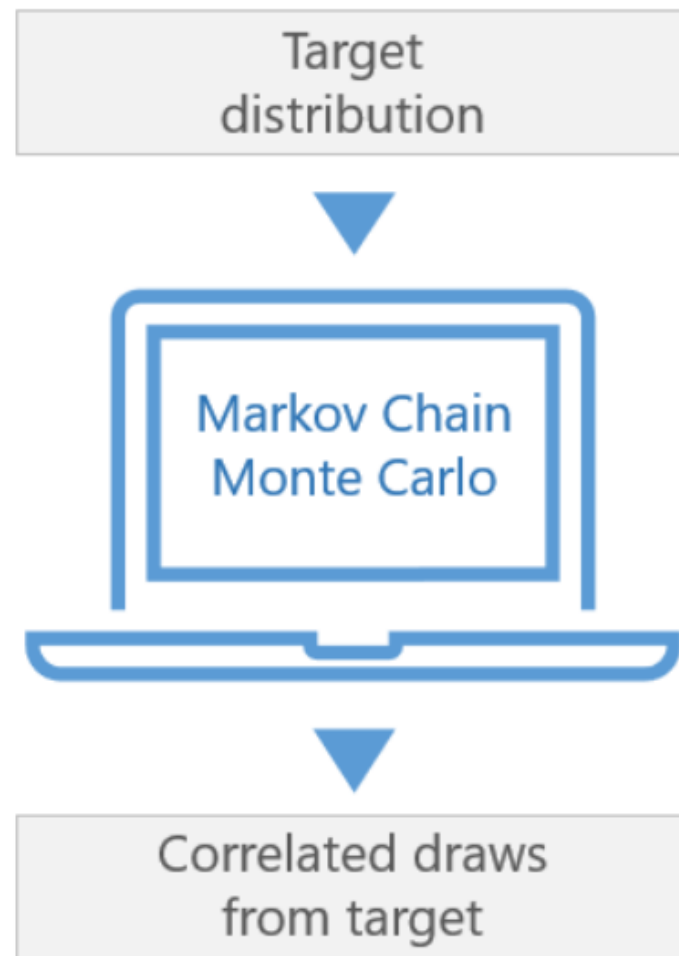 Target
distribution
Markov Chain
Monte Carlo
Correlated draws
from target